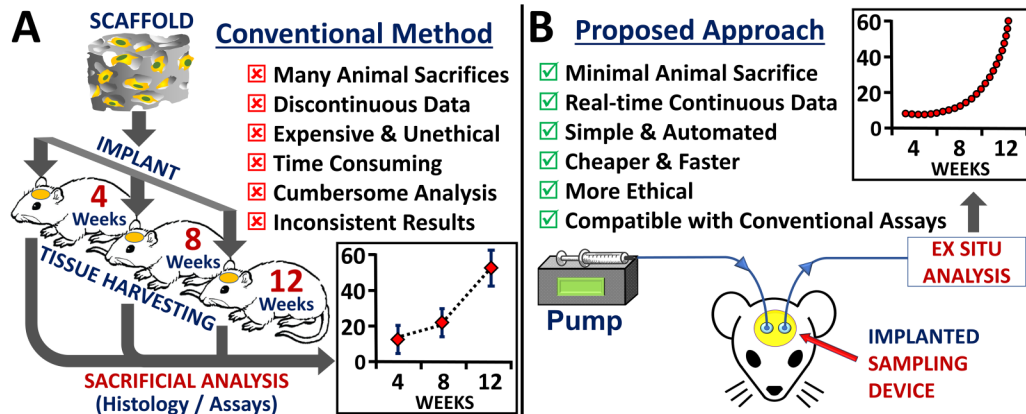 A
SCAFFOLD
Conventional Method
☒ Many Animal Sacrifices
☒ Discontinuous Data
☒ Expensive & Unethical
☒ Time Consuming
☒ Cumbersome Analysis
☒ Inconsistent Results
IMPLANT
4
Weeks
8
Weeks
12
Weeks
TISSUE HARVESTING
SACRIFICIAL ANALYSIS
(Histology / Assays)
60
40
20
0
4 8 12
WEEKS
B
Proposed Approach
☑ Minimal Animal Sacrifice
☑ Real-time Continuous Data
☑ Simple & Automated
☑ Cheaper & Faster
☑ More Ethical
☑ Compatible with Conventional Assays
60
40
20
0
4 8 12
WEEKS
Pump
EX SITU
ANALYSIS
IMPLANTED
SAMPLING
DEVICE